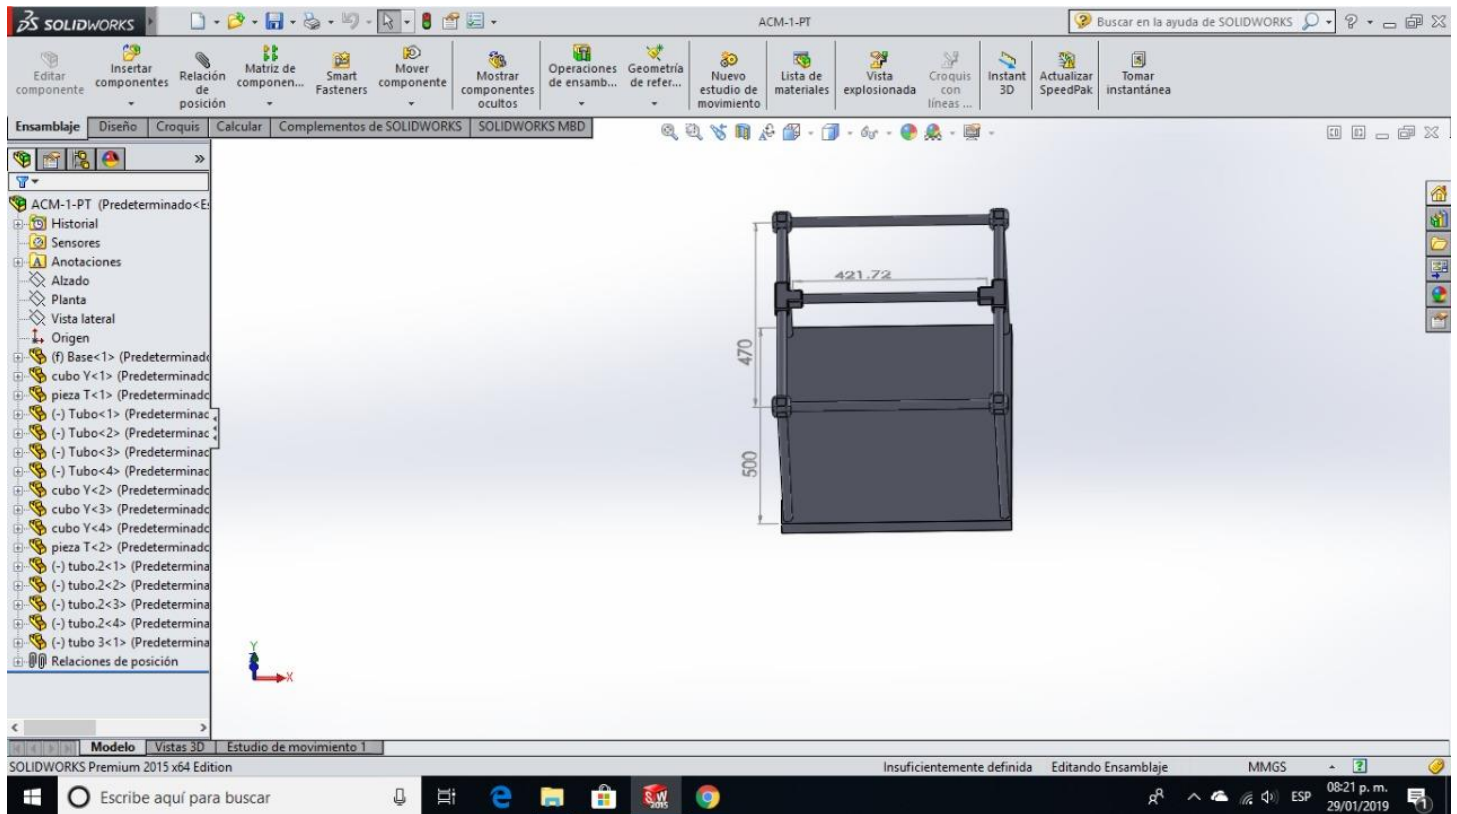 SOLIDWORKS
ACM-1-PT
Buscar en la ayuda de SOLIDWORKS
Editar componente
Insertar componentes
Relación de posición
Matriz de componen...
Smart Fasteners
Mover componente
Mostrar componentes ocultos
Operaciones de ensamb...
Geometría de refer...
Nuevo estudio de movimiento
Lista de materiales
Vista explosionada
Croquis con líneas ...
Instant 3D
Actualizar SpeedPak
Tomar instantánea
Ensamblaje
Diseño
Croquis
Calcular
Complementos de SOLIDWORKS
SOLIDWORKS MBD
ACM-1-PT (Predeterminado<E
Historial
Sensores
Anotaciones
Alzado
Planta
Vista lateral
Origen
(f) Base<1> (Predeterminado
cubo Y<1> (Predeterminado
pieza T<1> (Predeterminado
(-) Tubo<1> (Predeterminac
(-) Tubo<2> (Predeterminac
(-) Tubo<3> (Predeterminac
(-) Tubo<4> (Predeterminac
cubo Y<2> (Predeterminado
cubo Y<3> (Predeterminado
cubo Y<4> (Predeterminado
pieza T<2> (Predeterminado
(-) tubo.2<1> (Predetermina
(-) tubo.2<2> (Predetermina
(-) tubo.2<3> (Predetermina
(-) tubo.2<4> (Predetermina
(-) tubo 3<1> (Predetermina
Relaciones de posición
421.72
470
500
Y
X
Modelo
Vistas 3D
Estudio de movimiento 1
SOLIDWORKS Premium 2015 x64 Edition
Insuficientemente definida
Editando Ensamblaje
MMGS
Escribe aquí para buscar
ESP
08:21 p. m.
29/01/2019